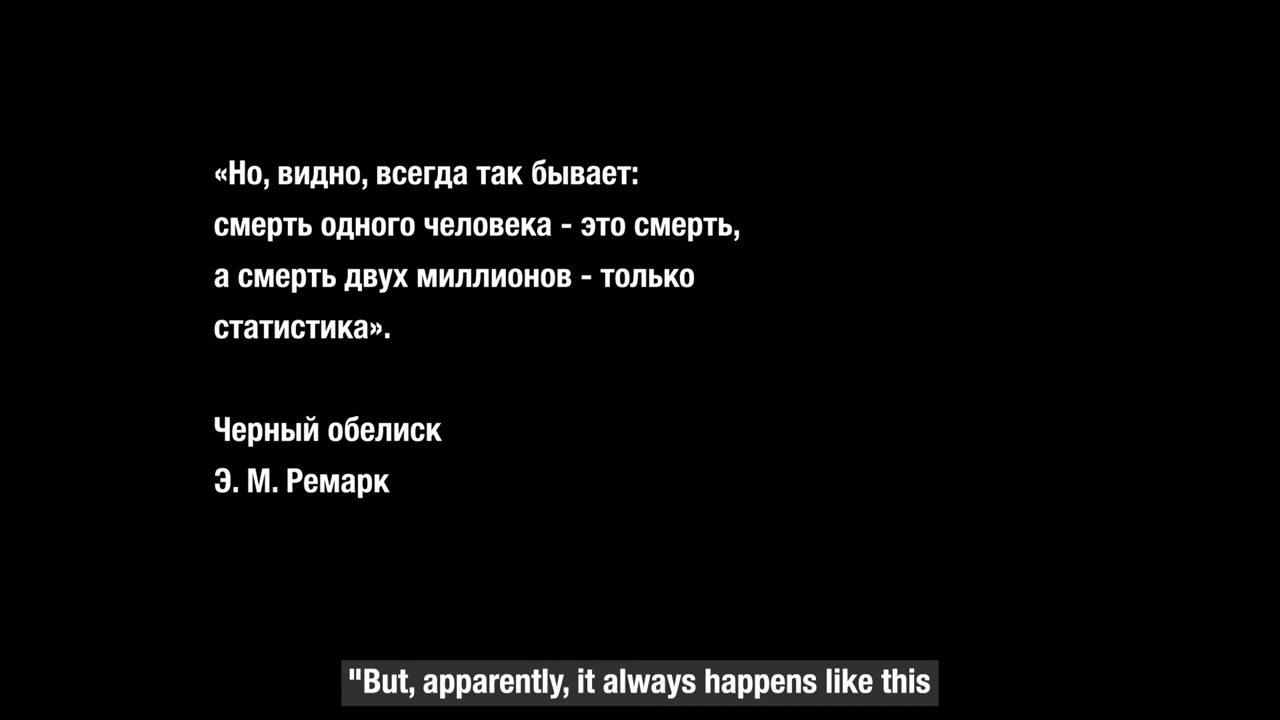 «Но, видно, всегда так бывает:
смерть одного человека - это смерть,
а смерть двух миллионов - только
статистика».
Черный обелиск
Э. М. Ремарк
"But, apparently, it always happens like this